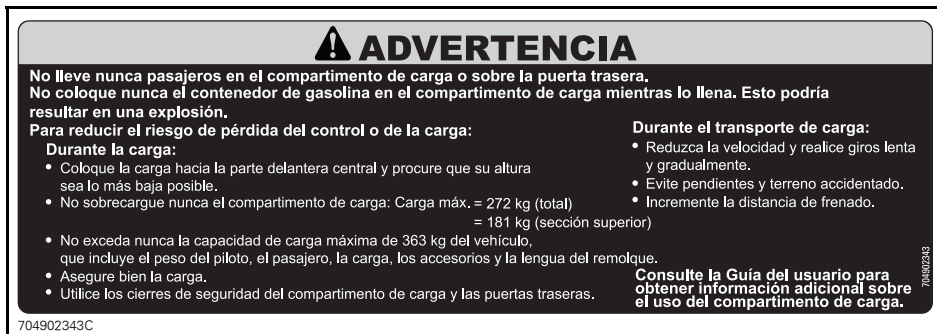 ADVERTENCIA
No lleve nunca pasajeros en el compartimento de carga o sobre la puerta trasera.
No coloque nunca el contenedor de gasolina en el compartimento de carga mientras lo llena. Esto podría
resultar en una explosión.
Para reducir el riesgo de pérdida del control o de la carga:
Durante la carga:
• Coloque la carga hacia la parte delantera central y procure que su altura
sea lo más baja posible.
• No sobrecargue nunca el compartimento de carga: Carga máx. = 272 kg (total)
= 181 kg (sección superior)
• No exceda nunca la capacidad de carga máxima de 363 kg del vehículo,
que incluye el peso del piloto, el pasajero, la carga, los accesorios y la lengua del remolque.
• Asegure bien la carga.
• Utilice los cierres de seguridad del compartimento de carga y las puertas traseras.
Durante el transporte de carga:
• Reduzca la velocidad y realice giros lenta
y gradualmente.
• Evite pendientes y terreno accidentado.
• Incremente la distancia de frenado.
Consulte la Guía del usuario para
obtener información adicional sobre
el uso del compartimento de carga.
704902343
704902343C